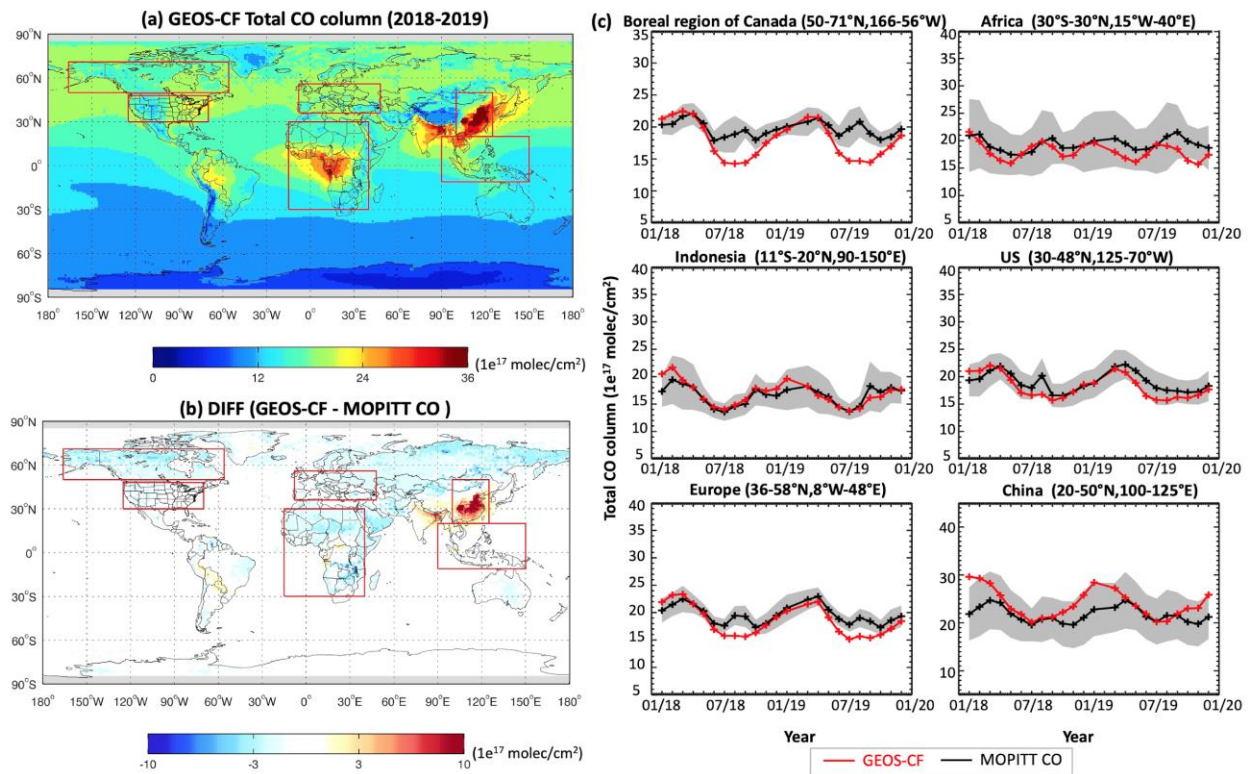 (a) GEOS-CF Total CO column (2018-2019)
90°N
60°N
30°N
0°
30°S
60°S
90°S
180° 150°W 120°W 90°W 60°W 30°W 0° 30°E 60°E 90°E 120°E 150°E 180°
0 12 24 36
(1e¹⁷ molec/cm²)
(b) DIFF (GEOS-CF - MOPITT CO )
90°N
60°N
30°N
0°
30°S
60°S
90°S
180° 150°W 120°W 90°W 60°W 30°W 0° 30°E 60°E 90°E 120°E 150°E 180°
-10 -3 3 10
(1e¹⁷ molec/cm²)
(c)
Total CO column (1e¹⁷ molec/cm²)
Boreal region of Canada (50-71°N,166-56°W)
35
30
25
20
15
10
5
01/18 07/18 01/19 07/19 01/20
Africa (30°S-30°N,15°W-40°E)
40
35
30
25
20
15
10
5
01/18 07/18 01/19 07/19 01/20
Indonesia (11°S-20°N,90-150°E)
40
35
30
25
20
15
10
5
01/18 07/18 01/19 07/19 01/20
US (30-48°N,125-70°W)
40
35
30
25
20
15
10
5
01/18 07/18 01/19 07/19 01/20
Europe (36-58°N,8°W-48°E)
40
35
30
25
20
15
10
5
01/18 07/18 01/19 07/19 01/20
Year
China (20-50°N,100-125°E)
40
30
20
10
01/18 07/18 01/19 07/19 01/20
Year
GEOS-CF MOPITT CO